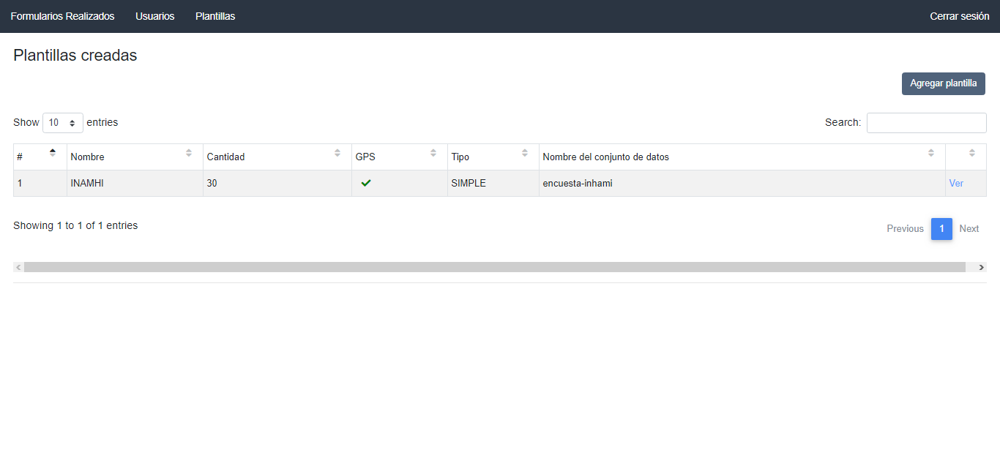 Formularios Realizados Usuarios Plantillas Cerrar sesión
Plantillas creadas
Agregar plantilla
Show 10 entries Search:
# Nombre Cantidad GPS Tipo Nombre del conjunto de datos
1 INAMHI 30 SIMPLE encuesta-inhami Ver
Showing 1 to 1 of 1 entries Previous 1 Next